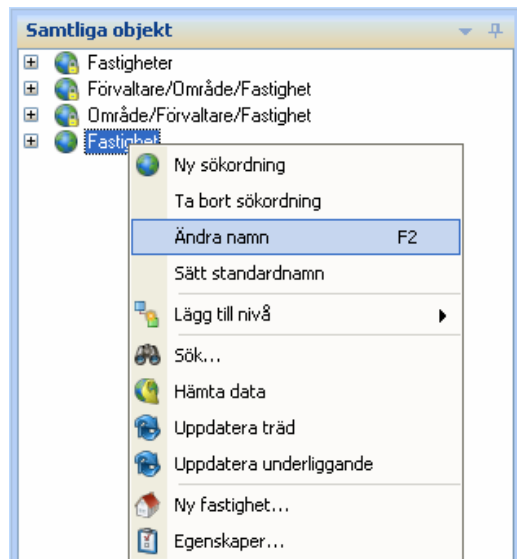 Samtliga objekt
Fastigheter
Förvaltare/Område/Fastighet
Område/Förvaltare/Fastighet
Fastighet
Ny sökordning
Ta bort sökordning
Ändra namn F2
Sätt standardnamn
Lägg till nivå
Sök...
Hämta data
Uppdatera träd
Uppdatera underliggande
Ny fastighet...
Egenskaper...